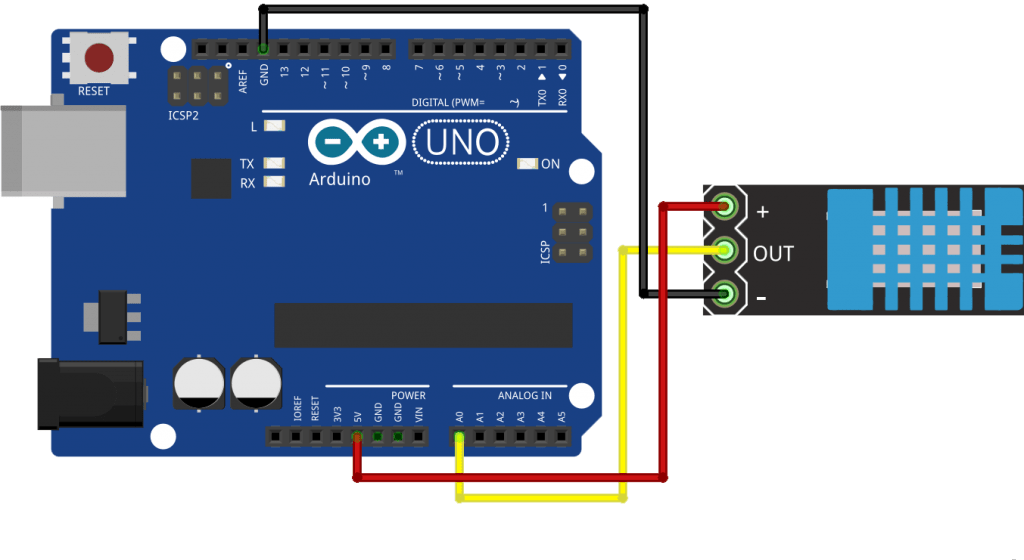 RESET
ICSP2
AREF
GND
13
12
~11
~10
~9
8
7
~6
~5
4
~3
2
TX0 ▶1
RX0 ◀0
DIGITAL (PWM= ~)
L
TX
RX
Arduino
TM
UNO
ON
1
ICSP
+
OUT
-
POWER
ANALOG IN
IOREF
RESET
3V3
5V
GND
GND
VIN
A0
A1
A2
A3
A4
A5